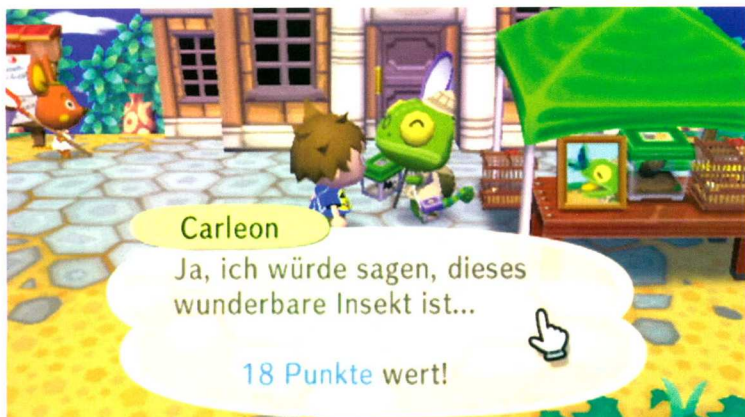 Carleon
Ja, ich würde sagen, dieses
wunderbare Insekt ist...
18 Punkte wert!